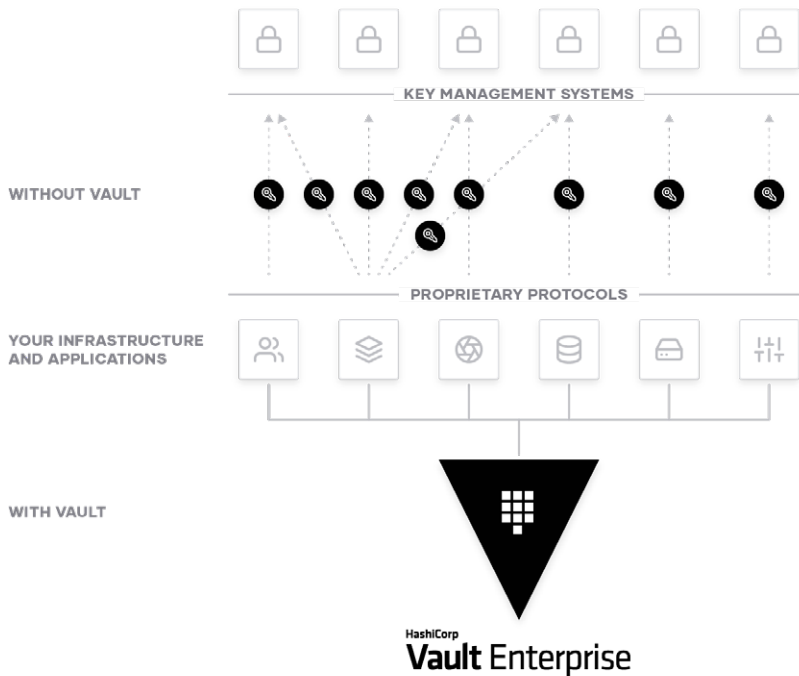 KEY MANAGEMENT SYSTEMS
WITHOUT VAULT
PROPRIETARY PROTOCOLS
YOUR INFRASTRUCTURE
AND APPLICATIONS
WITH VAULT
HashiCorp
Vault Enterprise